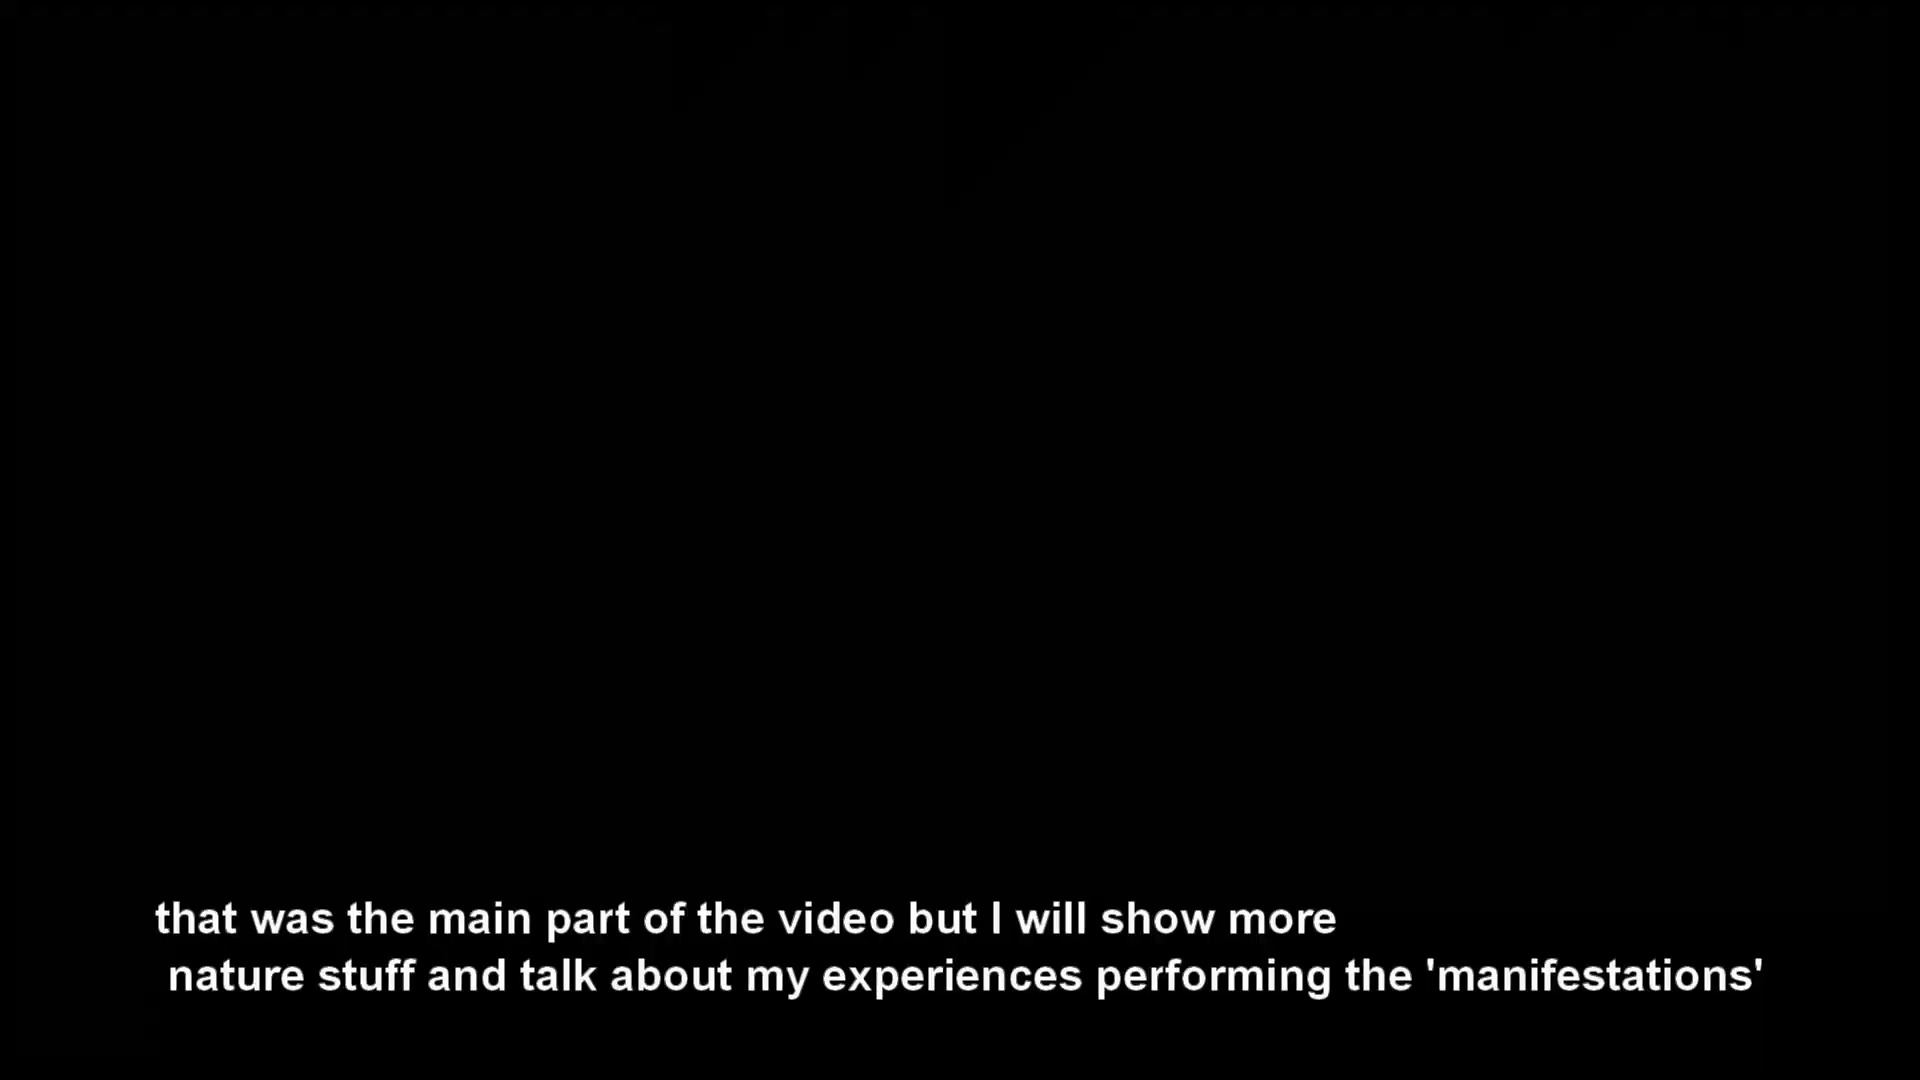 that was the main part of the video but I will show more
nature stuff and talk about my experiences performing the 'manifestations'